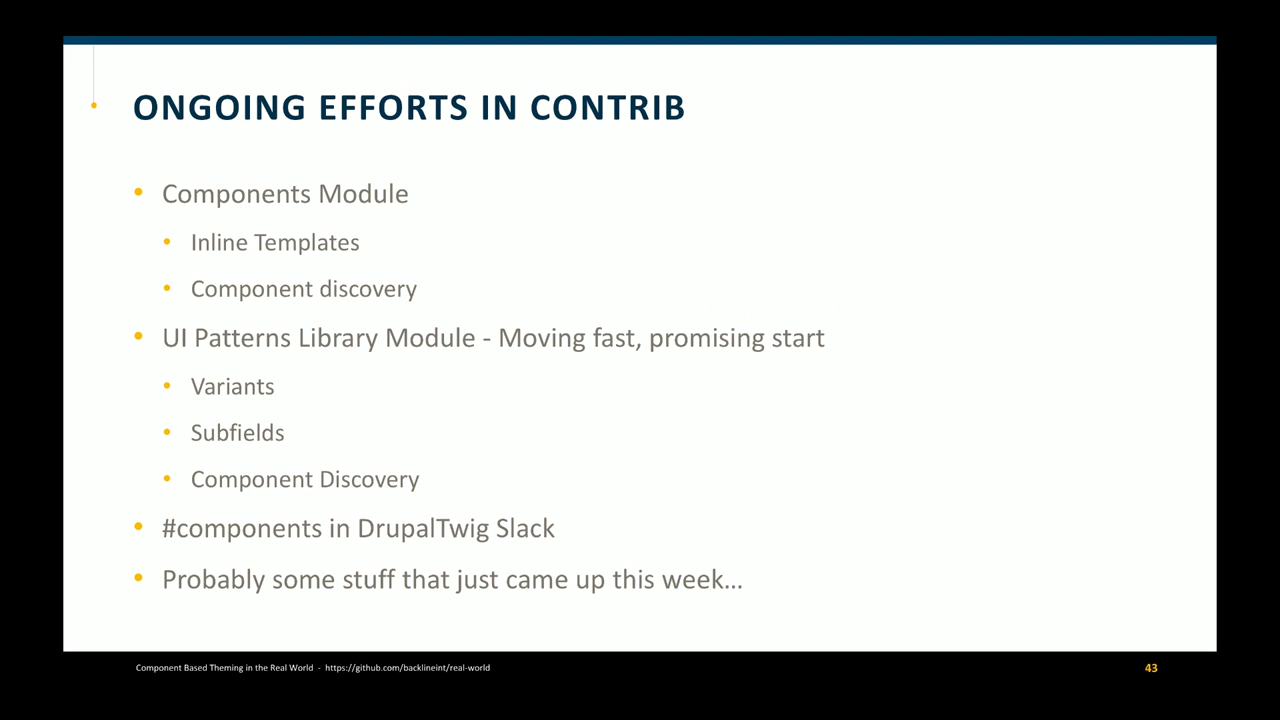 ONGOING EFFORTS IN CONTRIB
• Components Module
• Inline Templates
• Component discovery
• UI Patterns Library Module - Moving fast, promising start
• Variants
• Subfields
• Component Discovery
• #components in DrupalTwig Slack
• Probably some stuff that just came up this week...
Component Based Theming in the Real World - https://github.com/backlineint/real-world
43